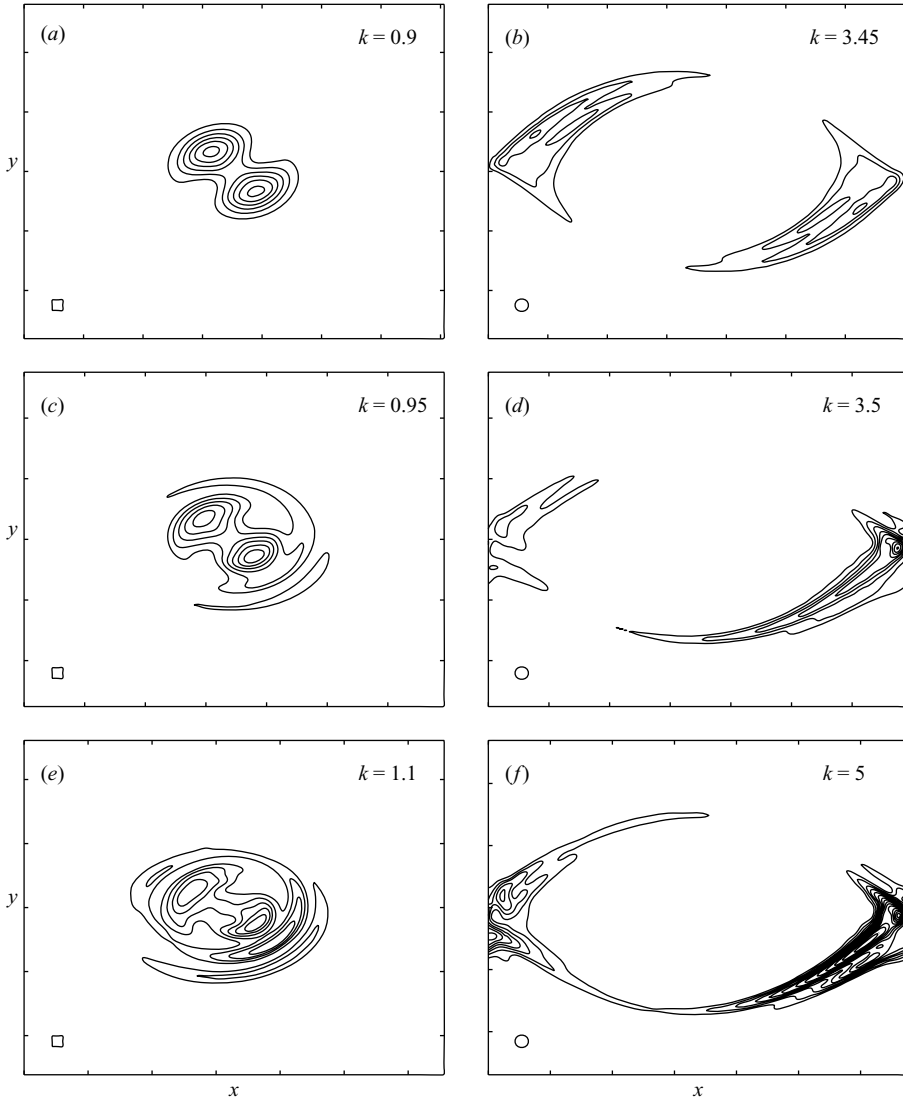 (a) k = 0.9
(b) k = 3.45
y
(c) k = 0.95
(d) k = 3.5
y
(e) k = 1.1
(f) k = 5
y
x
x